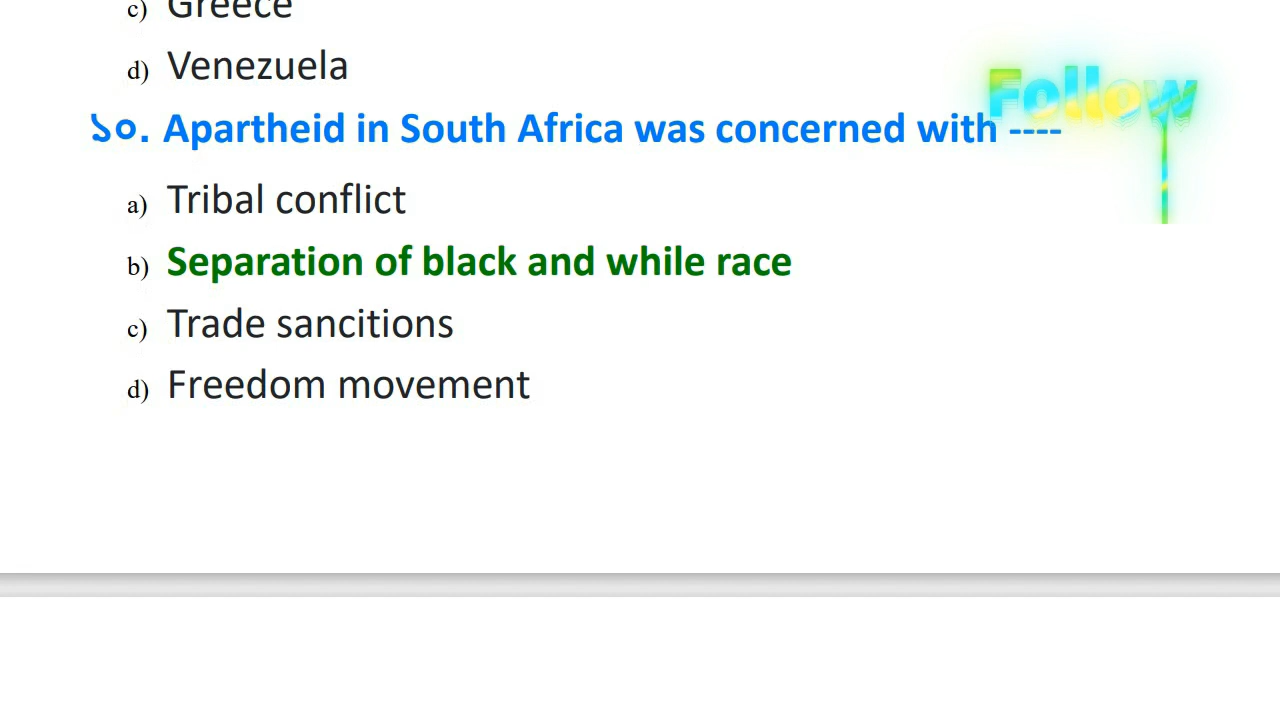 c) Greece
d) Venezuela
Follow
১০. Apartheid in South Africa was concerned with ----
a) Tribal conflict
b) Separation of black and while race
c) Trade sancitions
d) Freedom movement